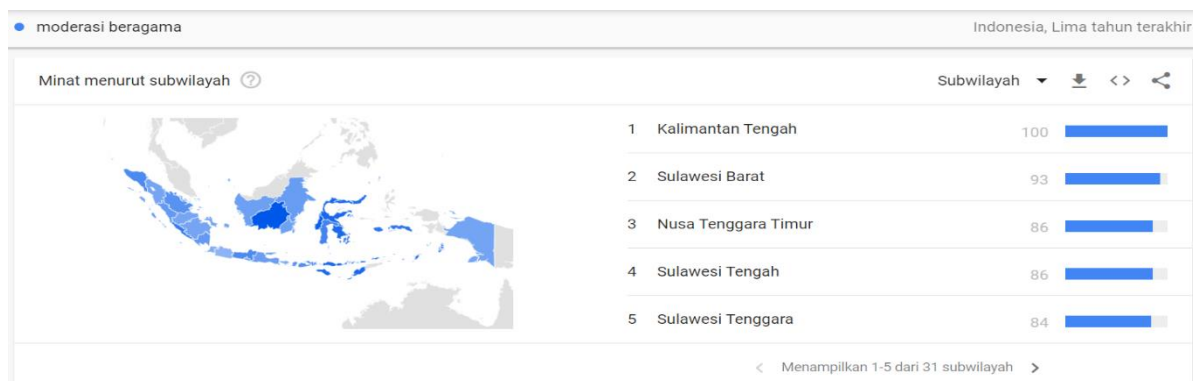 moderasi beragama Indonesia, Lima tahun terakhir
Minat menurut subwilayah ? Subwilayah
1 Kalimantan Tengah 100
2 Sulawesi Barat 93
3 Nusa Tenggara Timur 86
4 Sulawesi Tengah 86
5 Sulawesi Tenggara 84
< Menampilkan 1-5 dari 31 subwilayah >